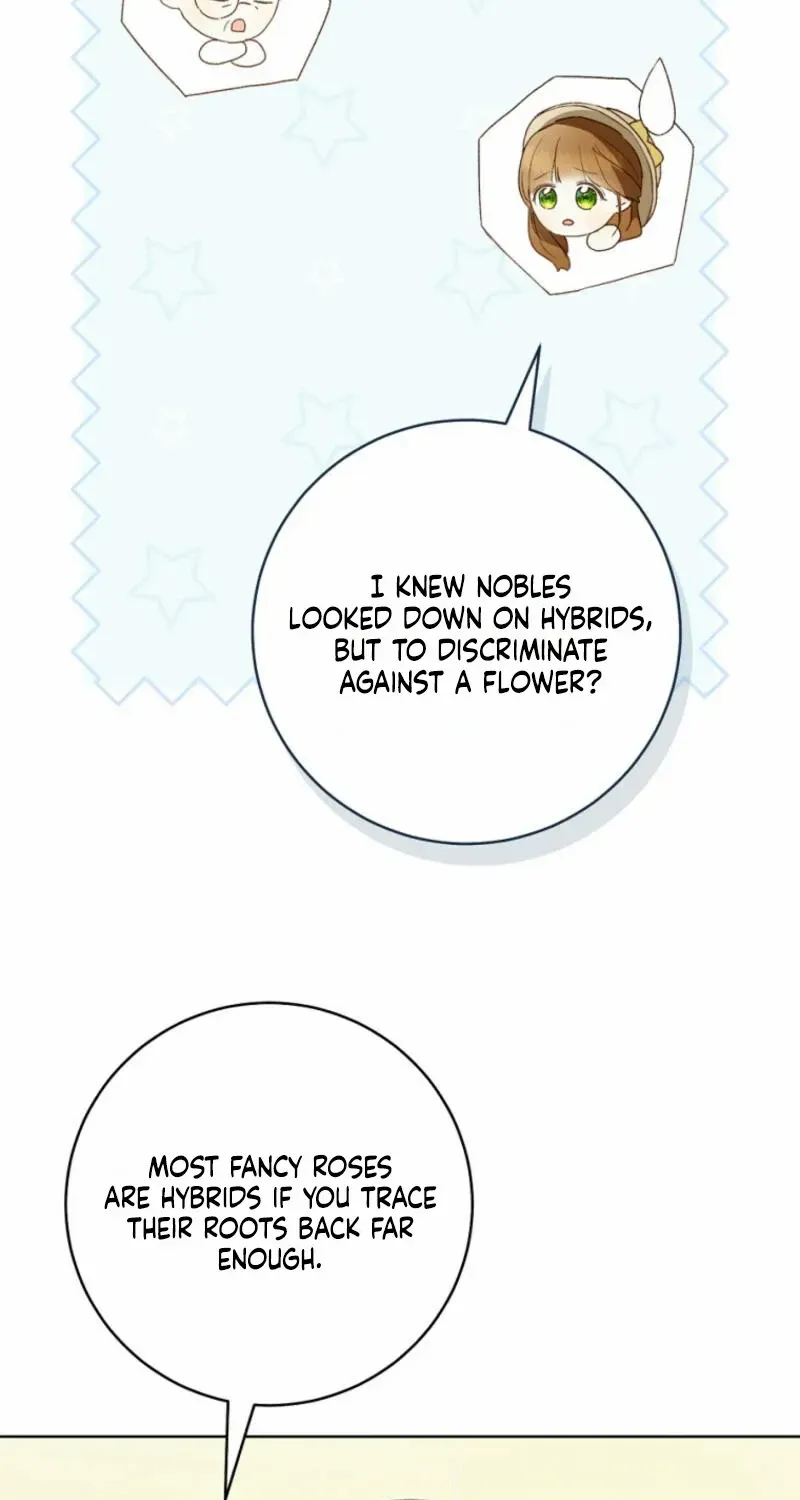 I KNEW NOBLES
LOOKED DOWN ON HYBRIDS,
BUT TO DISCRIMINATE
AGAINST A FLOWER?
MOST FANCY ROSES
ARE HYBRIDS IF YOU TRACE
THEIR ROOTS BACK FAR
ENOUGH.